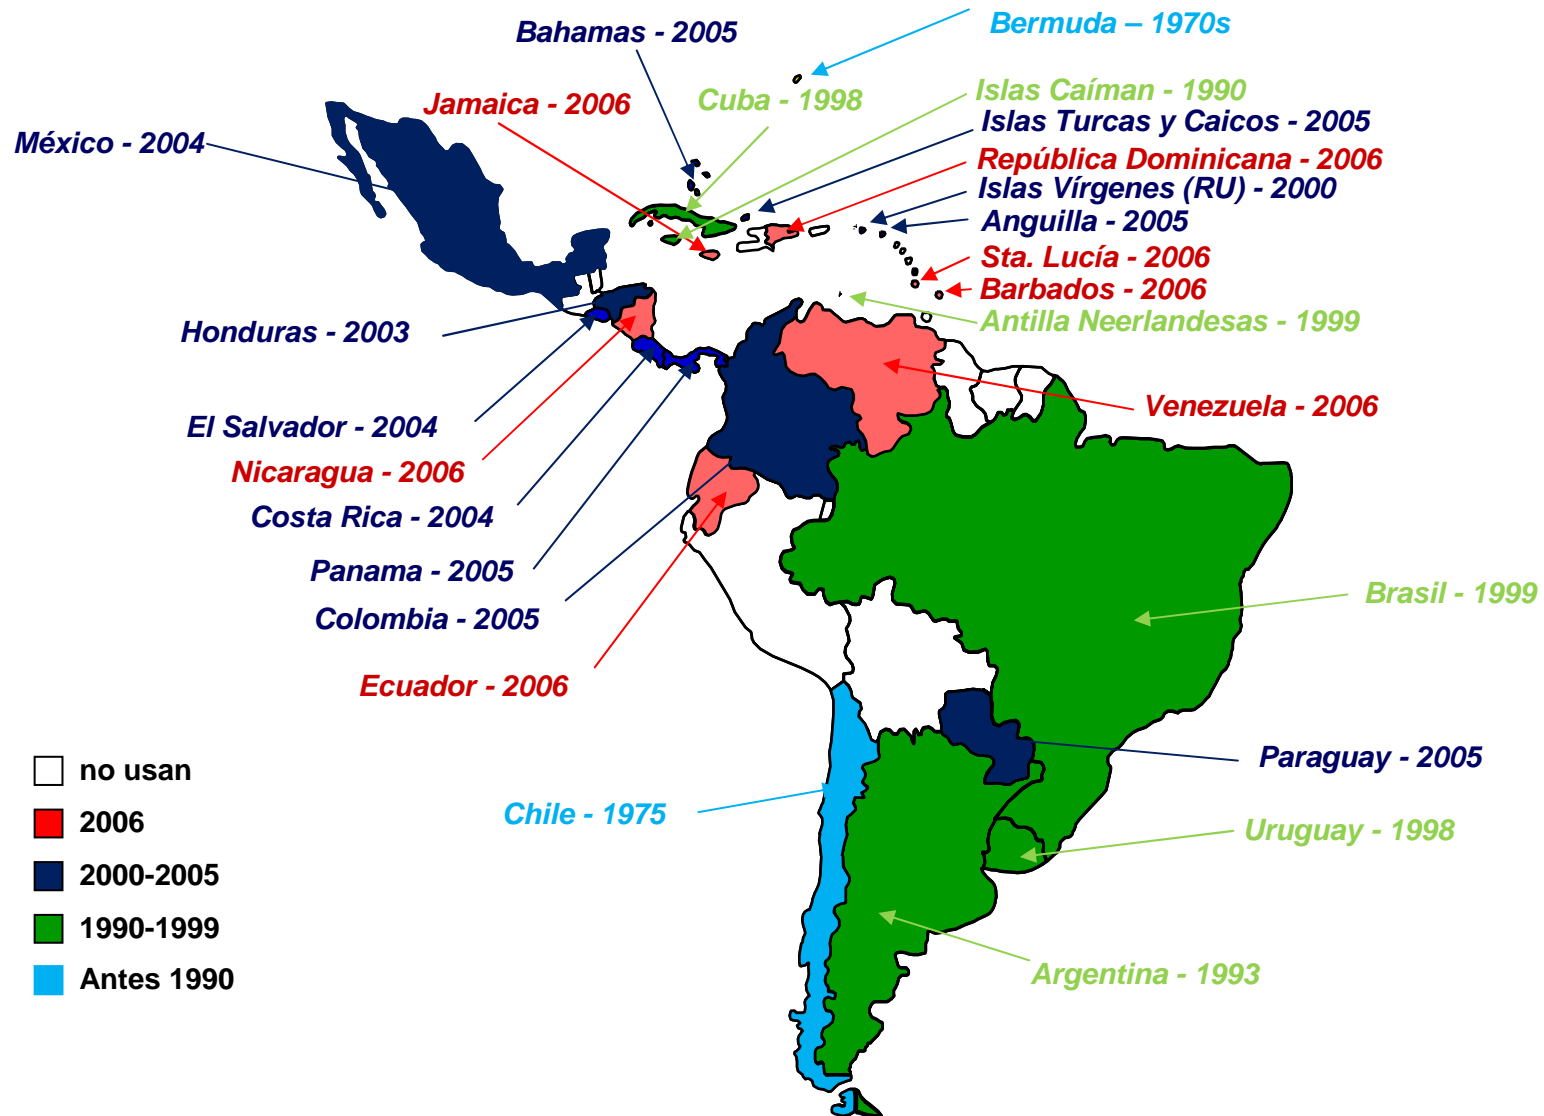 Bermuda – 1970s
Bahamas - 2005
Jamaica - 2006
Cuba - 1998
Islas Caíman - 1990
Islas Turcas y Caicos - 2005
México - 2004
República Dominicana - 2006
Islas Vírgenes (RU) - 2000
Anguilla - 2005
Sta. Lucía - 2006
Barbados - 2006
Antilla Neerlandesas - 1999
Honduras - 2003
Venezuela - 2006
El Salvador - 2004
Nicaragua - 2006
Costa Rica - 2004
Panama - 2005
Colombia - 2005
Brasil - 1999
Ecuador - 2006
Paraguay - 2005
Chile - 1975
Uruguay - 1998
Argentina - 1993
no usan
2006
2000-2005
1990-1999
Antes 1990